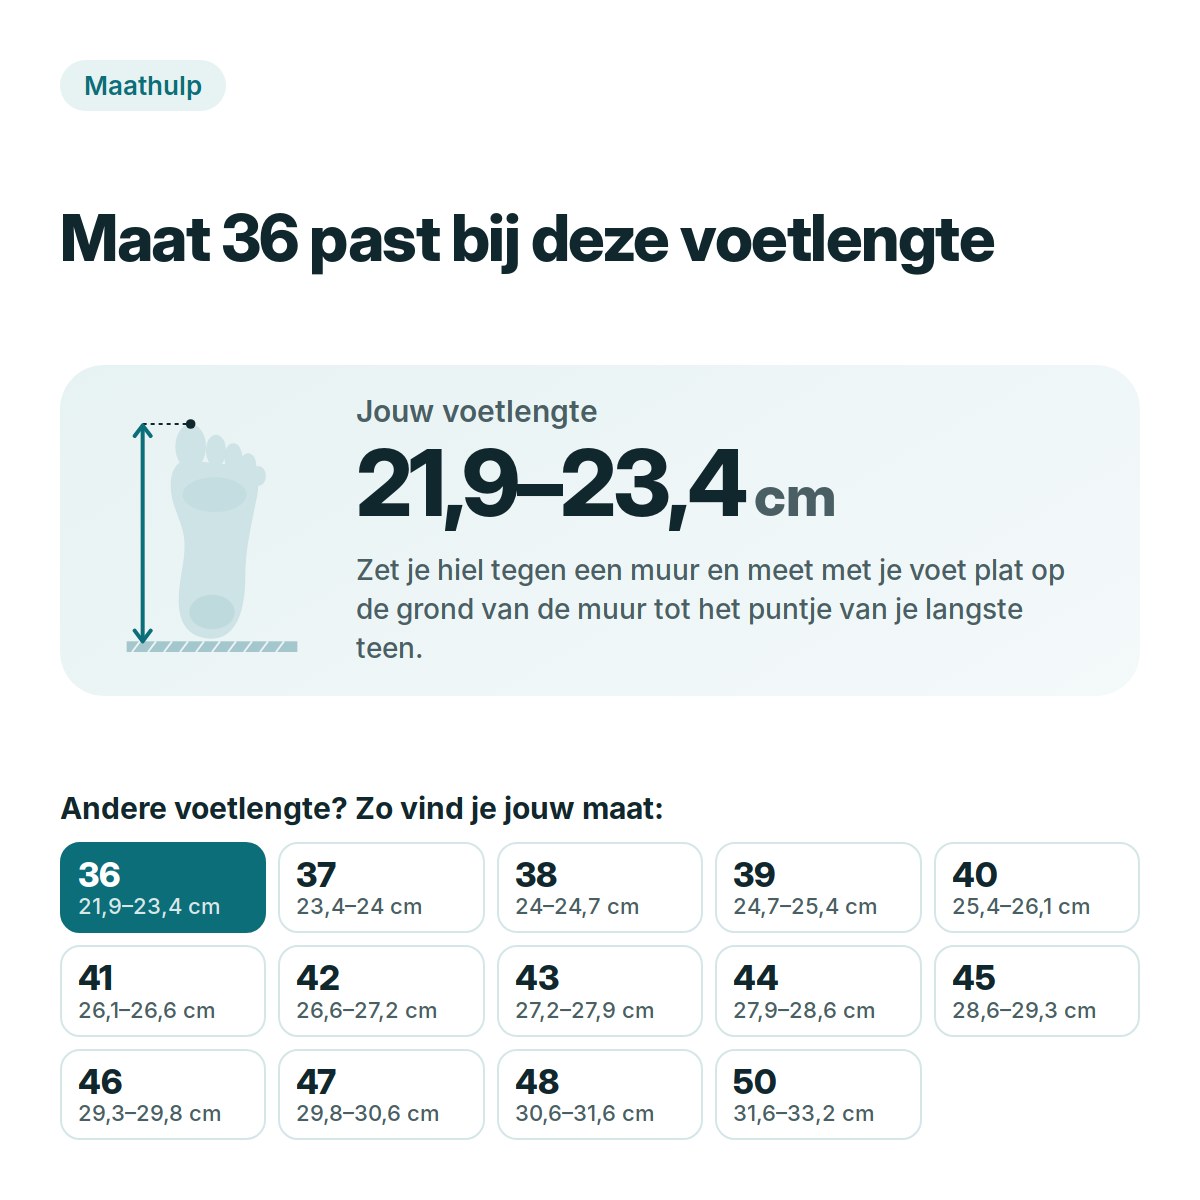 Maathulp
Maat 36 past bij deze voetlengte
Jouw voetlengte
21,9–23,4 cm
Zet je hiel tegen een muur en meet met je voet plat op
de grond van de muur tot het puntje van je langste
teen.
Andere voetlengte? Zo vind je jouw maat:
36
21,9–23,4 cm
37
23,4–24 cm
38
24–24,7 cm
39
24,7–25,4 cm
40
25,4–26,1 cm
41
26,1–26,6 cm
42
26,6–27,2 cm
43
27,2–27,9 cm
44
27,9–28,6 cm
45
28,6–29,3 cm
46
29,3–29,8 cm
47
29,8–30,6 cm
48
30,6–31,6 cm
50
31,6–33,2 cm